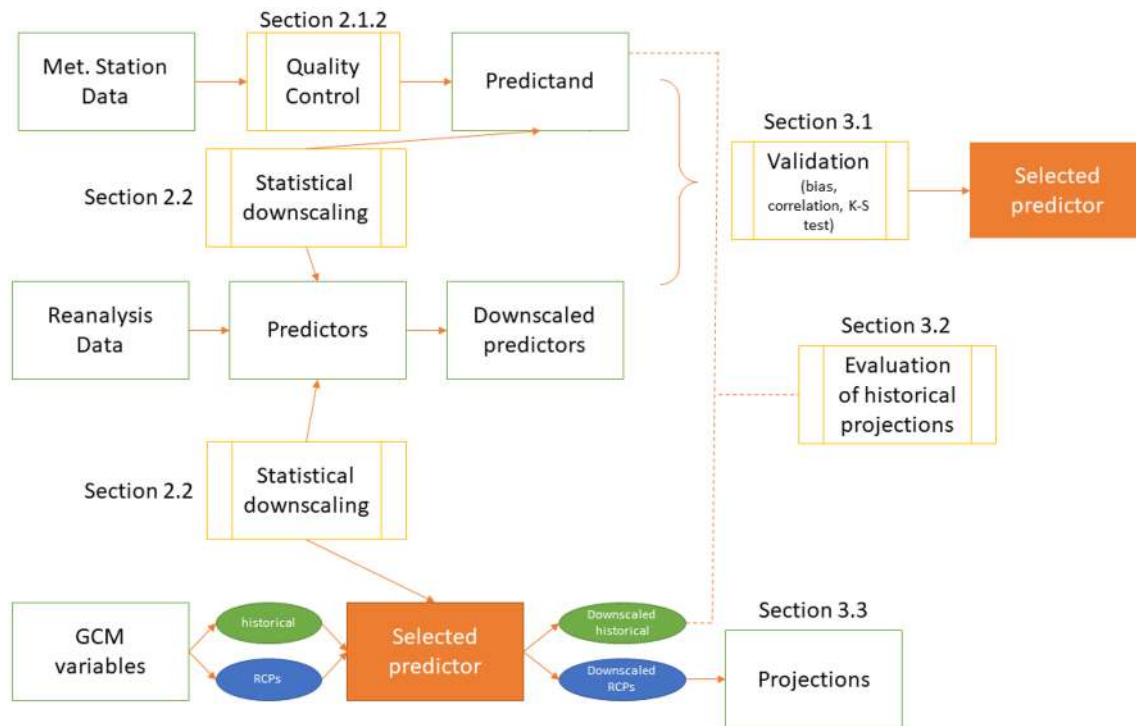 Section 2.1.2
Met. Station
Data
Quality
Control
Predictand
Section 3.1
Validation
(bias,
correlation, K-S
test)
Selected
predictor
Section 2.2
Statistical
downscaling
Reanalysis
Data
Predictors
Downscaled
predictors
Section 3.2
Evaluation
of historical
projections
Section 2.2
Statistical
downscaling
GCM
variables
historical
RCPs
Selected
predictor
Downscaled
historical
Downscaled
RCPs
Section 3.3
Projections